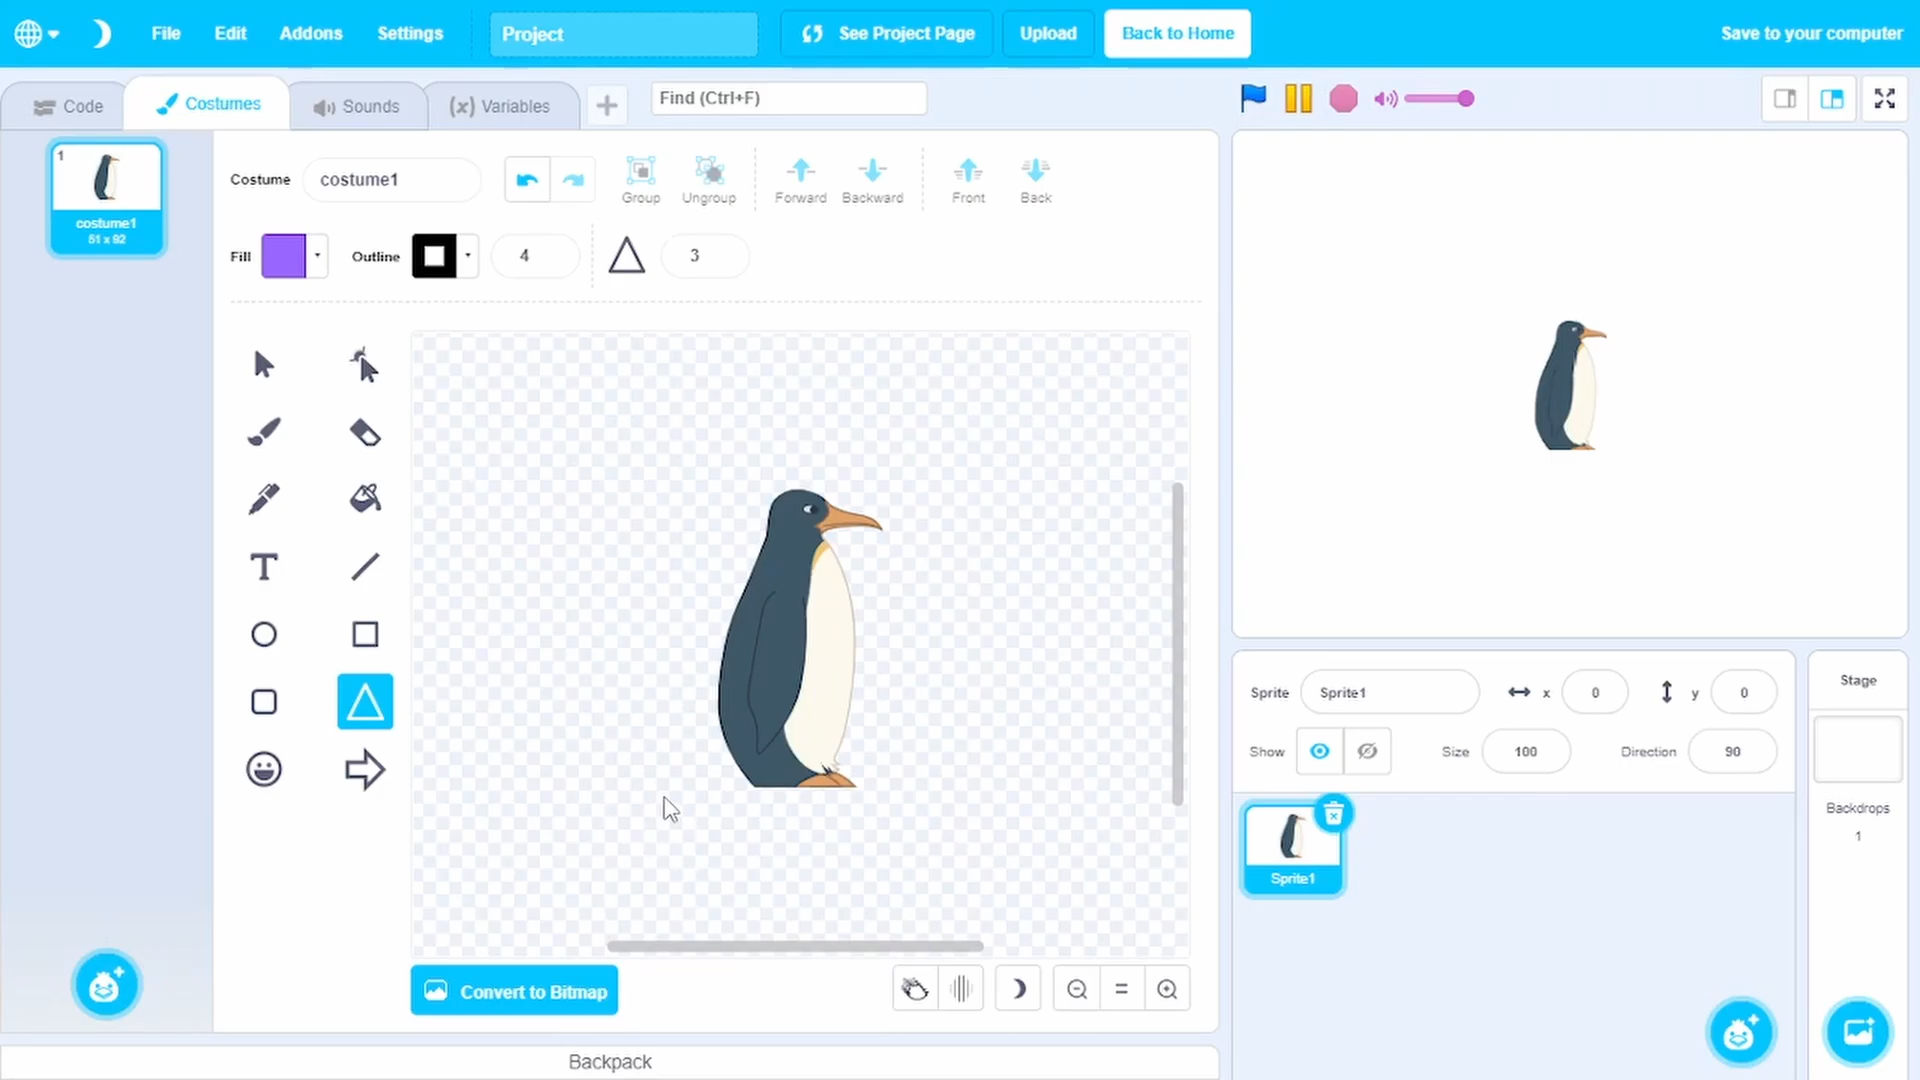 File Edit Addons Settings Project See Project Page Upload Back to Home Save to your computer
Code Costumes Sounds (x) Variables + Find (Ctrl+F)
1
costume1
51 x 92
Costume costume1 Group Ungroup Forward Backward Front Back
Fill Outline 4 3
T
Convert to Bitmap
=
Backpack
Sprite Sprite1 x 0 y 0
Show Size 100 Direction 90
Sprite1
Stage
Backdrops
1